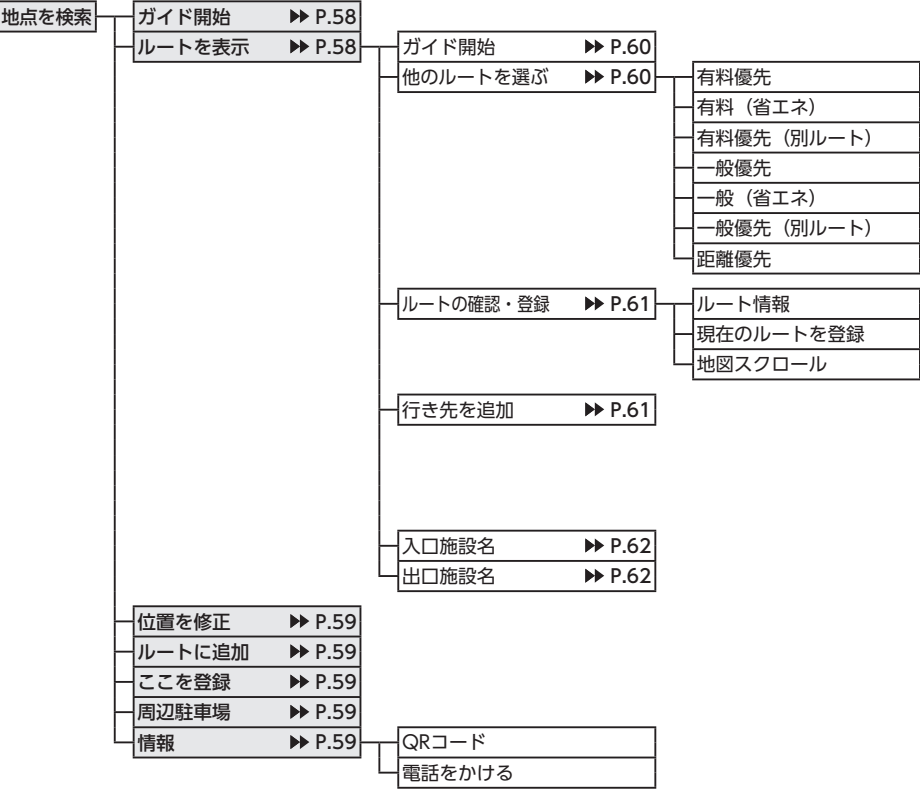 地点を検索
ガイド開始 ▶▶ P.58
ルートを表示 ▶▶ P.58
ガイド開始 ▶▶ P.60
他のルートを選ぶ ▶▶ P.60
有料優先
有料（省エネ）
有料優先（別ルート）
一般優先
一般（省エネ）
一般優先（別ルート）
距離優先
ルートの確認・登録 ▶▶ P.61
ルート情報
現在のルートを登録
地図スクロール
行き先を追加 ▶▶ P.61
入口施設名 ▶▶ P.62
出口施設名 ▶▶ P.62
位置を修正 ▶▶ P.59
ルートに追加 ▶▶ P.59
ここを登録 ▶▶ P.59
周辺駐車場 ▶▶ P.59
情報 ▶▶ P.59
QRコード
電話をかける